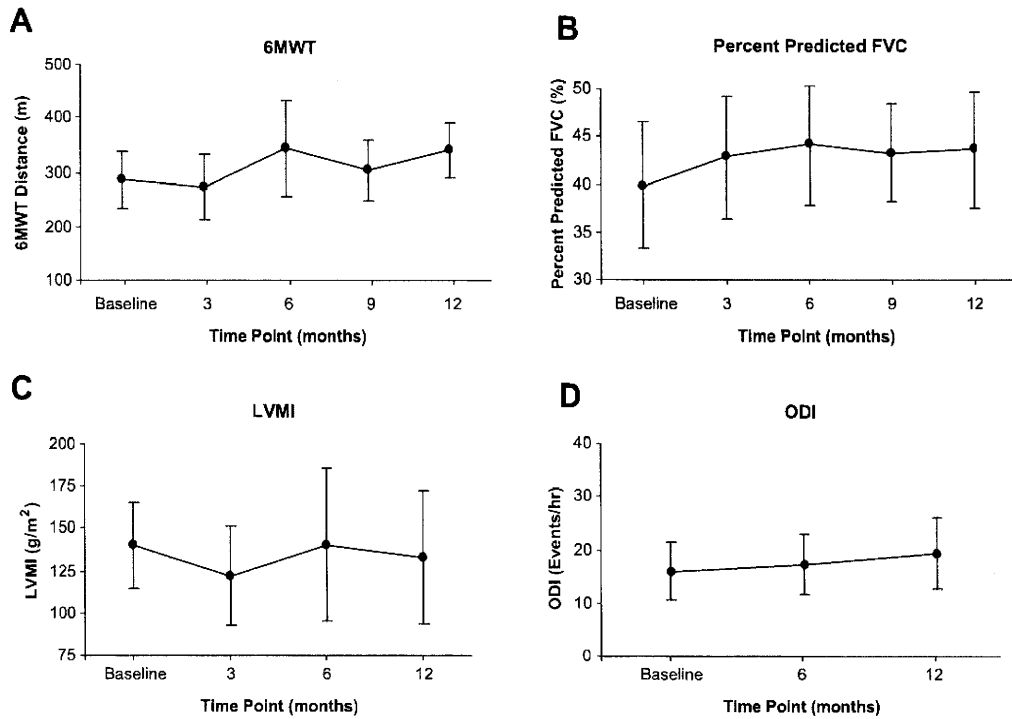 A
6MWT
6MWT Distance (m)
500
400
300
200
100
Baseline
3
6
9
12
Time Point (months)
B
Percent Predicted FVC
Percent Predicted FVC (%)
50
45
40
35
30
Baseline
3
6
9
12
Time Point (months)
C
LVMI
LVMI (g/m²)
200
175
150
125
100
75
Baseline
3
6
12
Time Point (months)
D
ODI
ODI (Events/hr)
40
30
20
10
0
Baseline
6
12
Time Point (months)